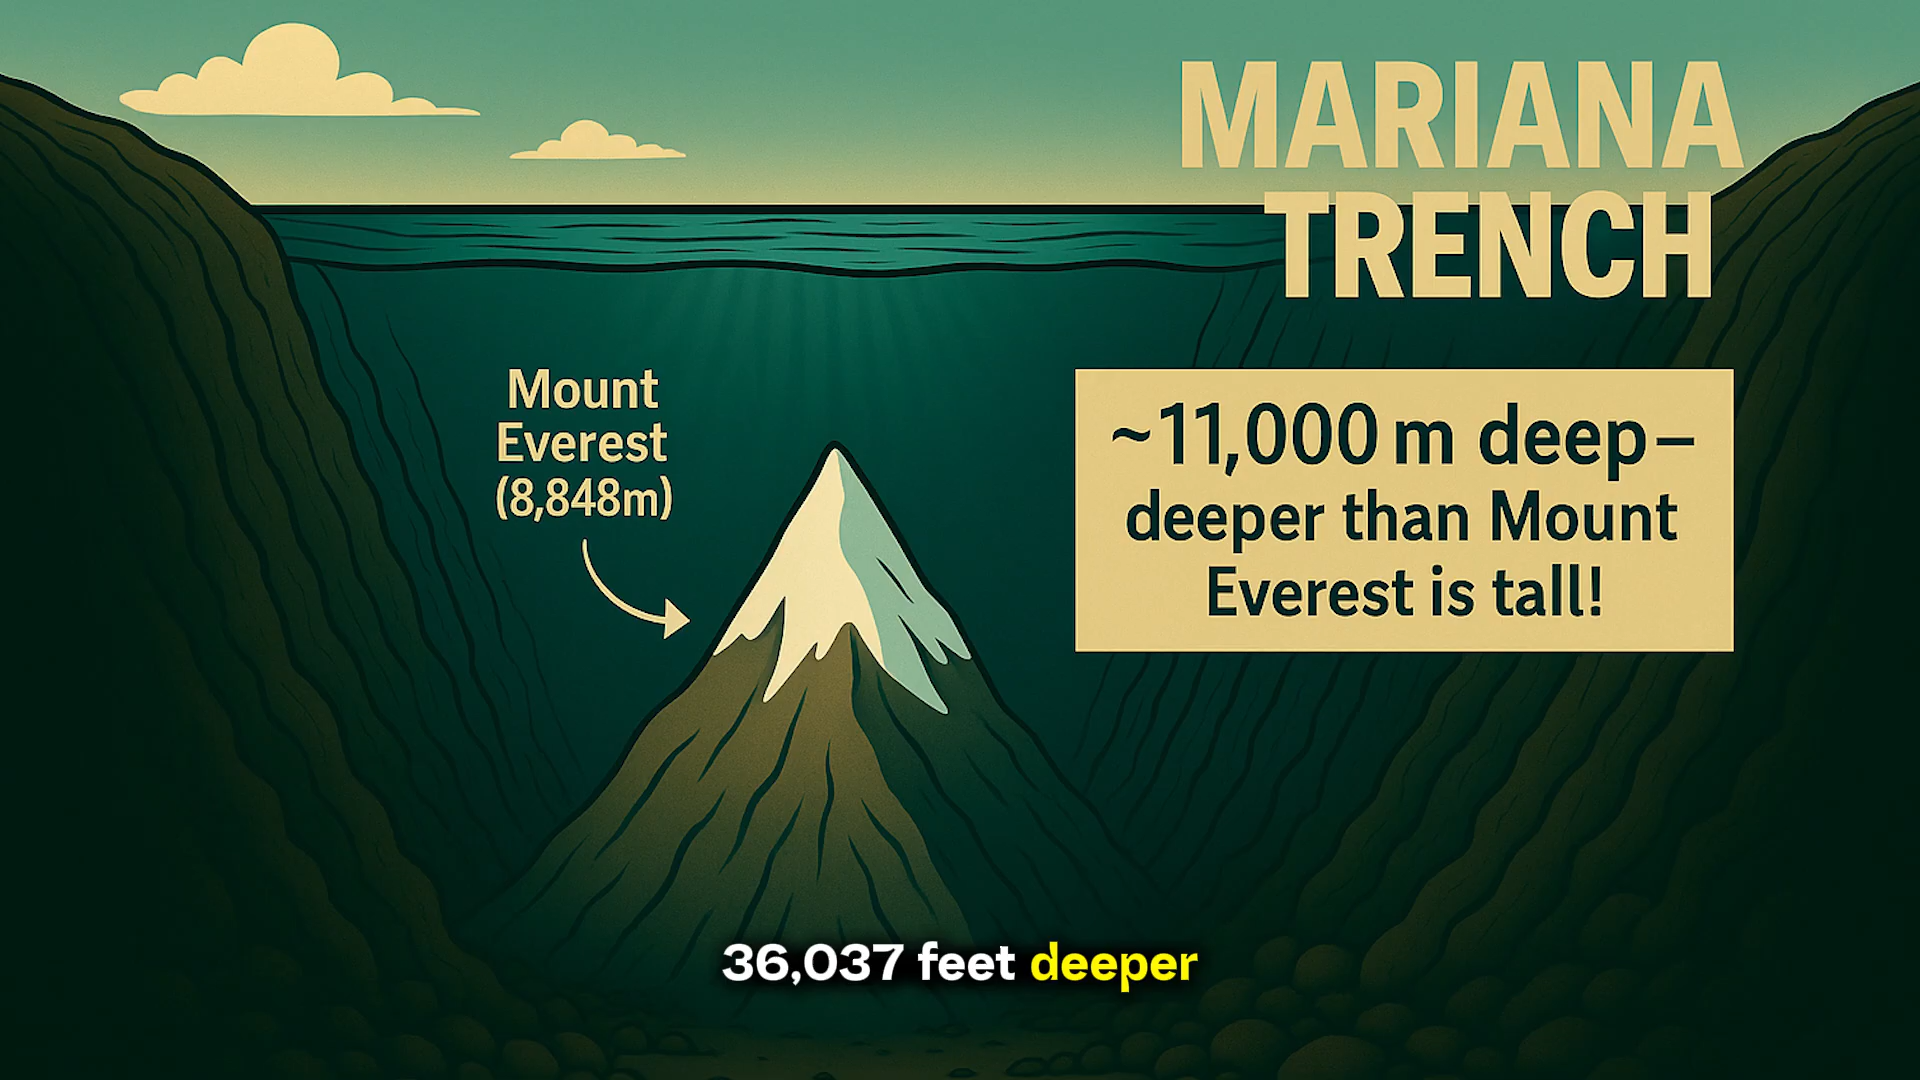 MARIANA
TRENCH
Mount
Everest
(8,848m)
~11,000 m deep–
deeper than Mount
Everest is tall!
36,037 feet deeper